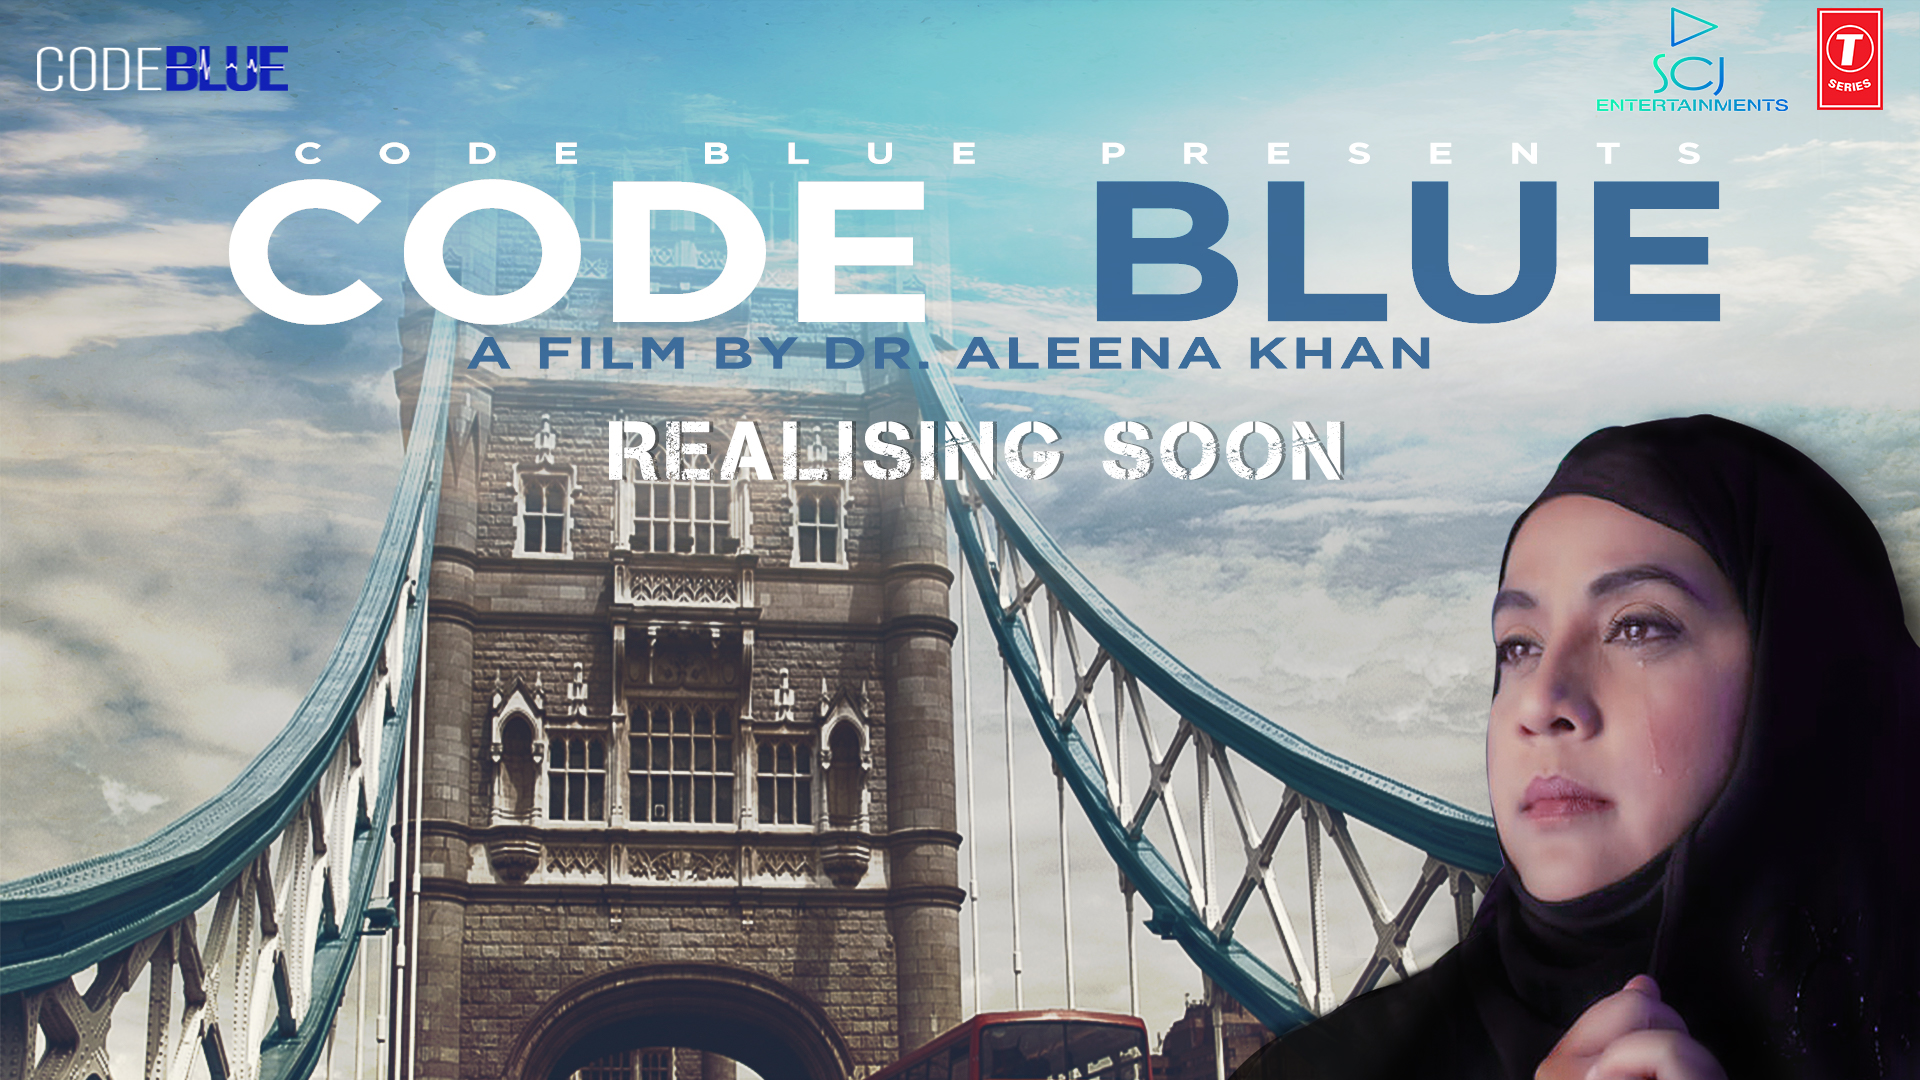 CODEBLUE
SCJ
ENTERTAINMENTS
T
SERIES
CODE BLUE PRESENTS
CODE BLUE
A FILM BY DR. ALEENA KHAN
REALISING SOON